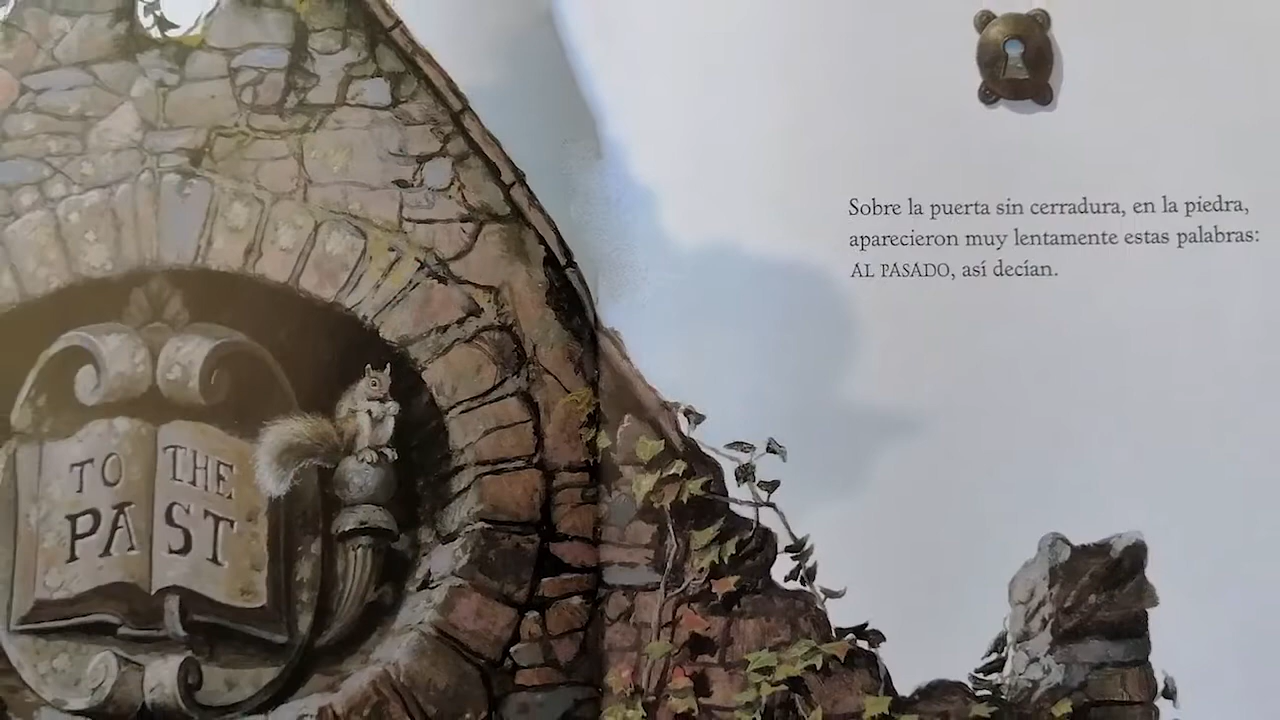 TO THE
PAST
Sobre la puerta sin cerradura, en la piedra,
aparecieron muy lentamente estas palabras:
AL PASADO, así decían.